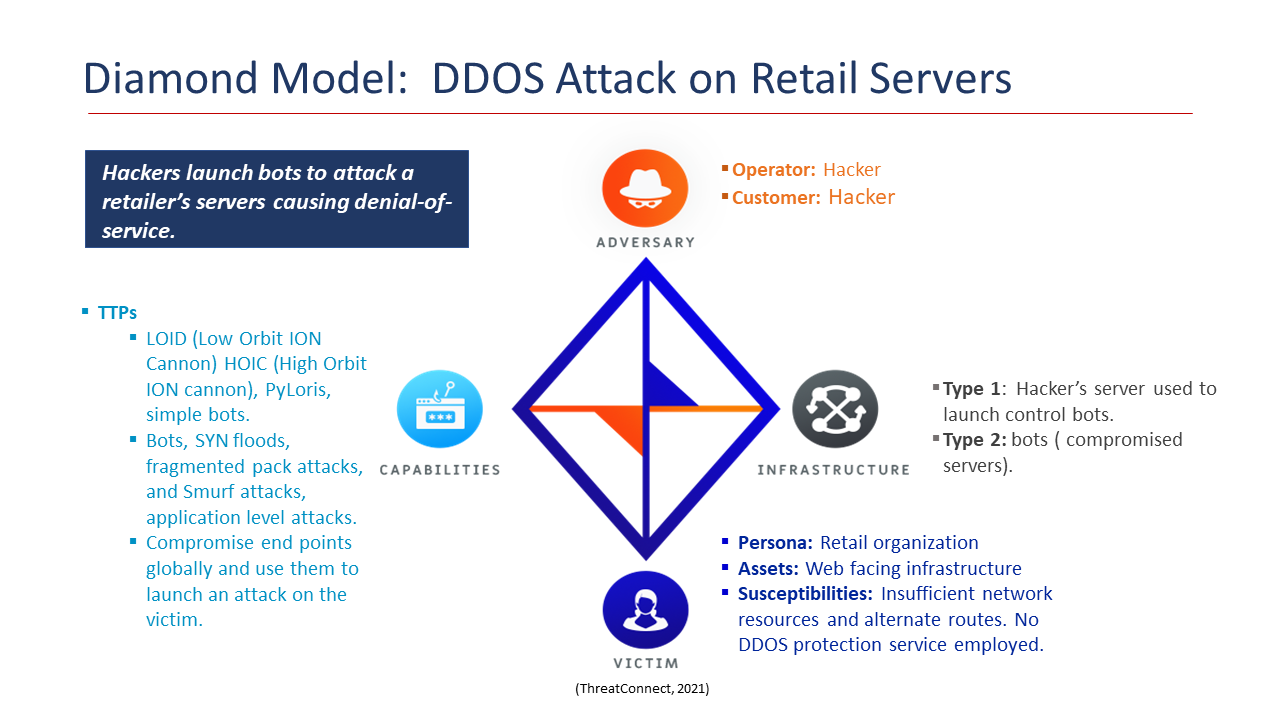 Diamond Model:  DDOS Attack on Retail Servers
Hackers launch bots to attack a
retailer's servers causing denial-of-
service.
▪ Operator: Hacker
▪ Customer: Hacker
ADVERSARY
▪ TTPs
▪ LOID (Low Orbit ION
Cannon) HOIC (High Orbit
ION cannon), PyLoris,
simple bots.
▪ Bots, SYN floods,
fragmented pack attacks,
and Smurf attacks,
application level attacks.
▪ Compromise end points
globally and use them to
launch an attack on the
victim.
***
CAPABILITIES
INFRASTRUCTURE
▪ Type 1: Hacker's server used to
launch control bots.
▪ Type 2: bots ( compromised
servers).
▪ Persona: Retail organization
▪ Assets: Web facing infrastructure
▪ Susceptibilities: Insufficient network
resources and alternate routes. No
DDOS protection service employed.
VICTIM
(ThreatConnect, 2021)